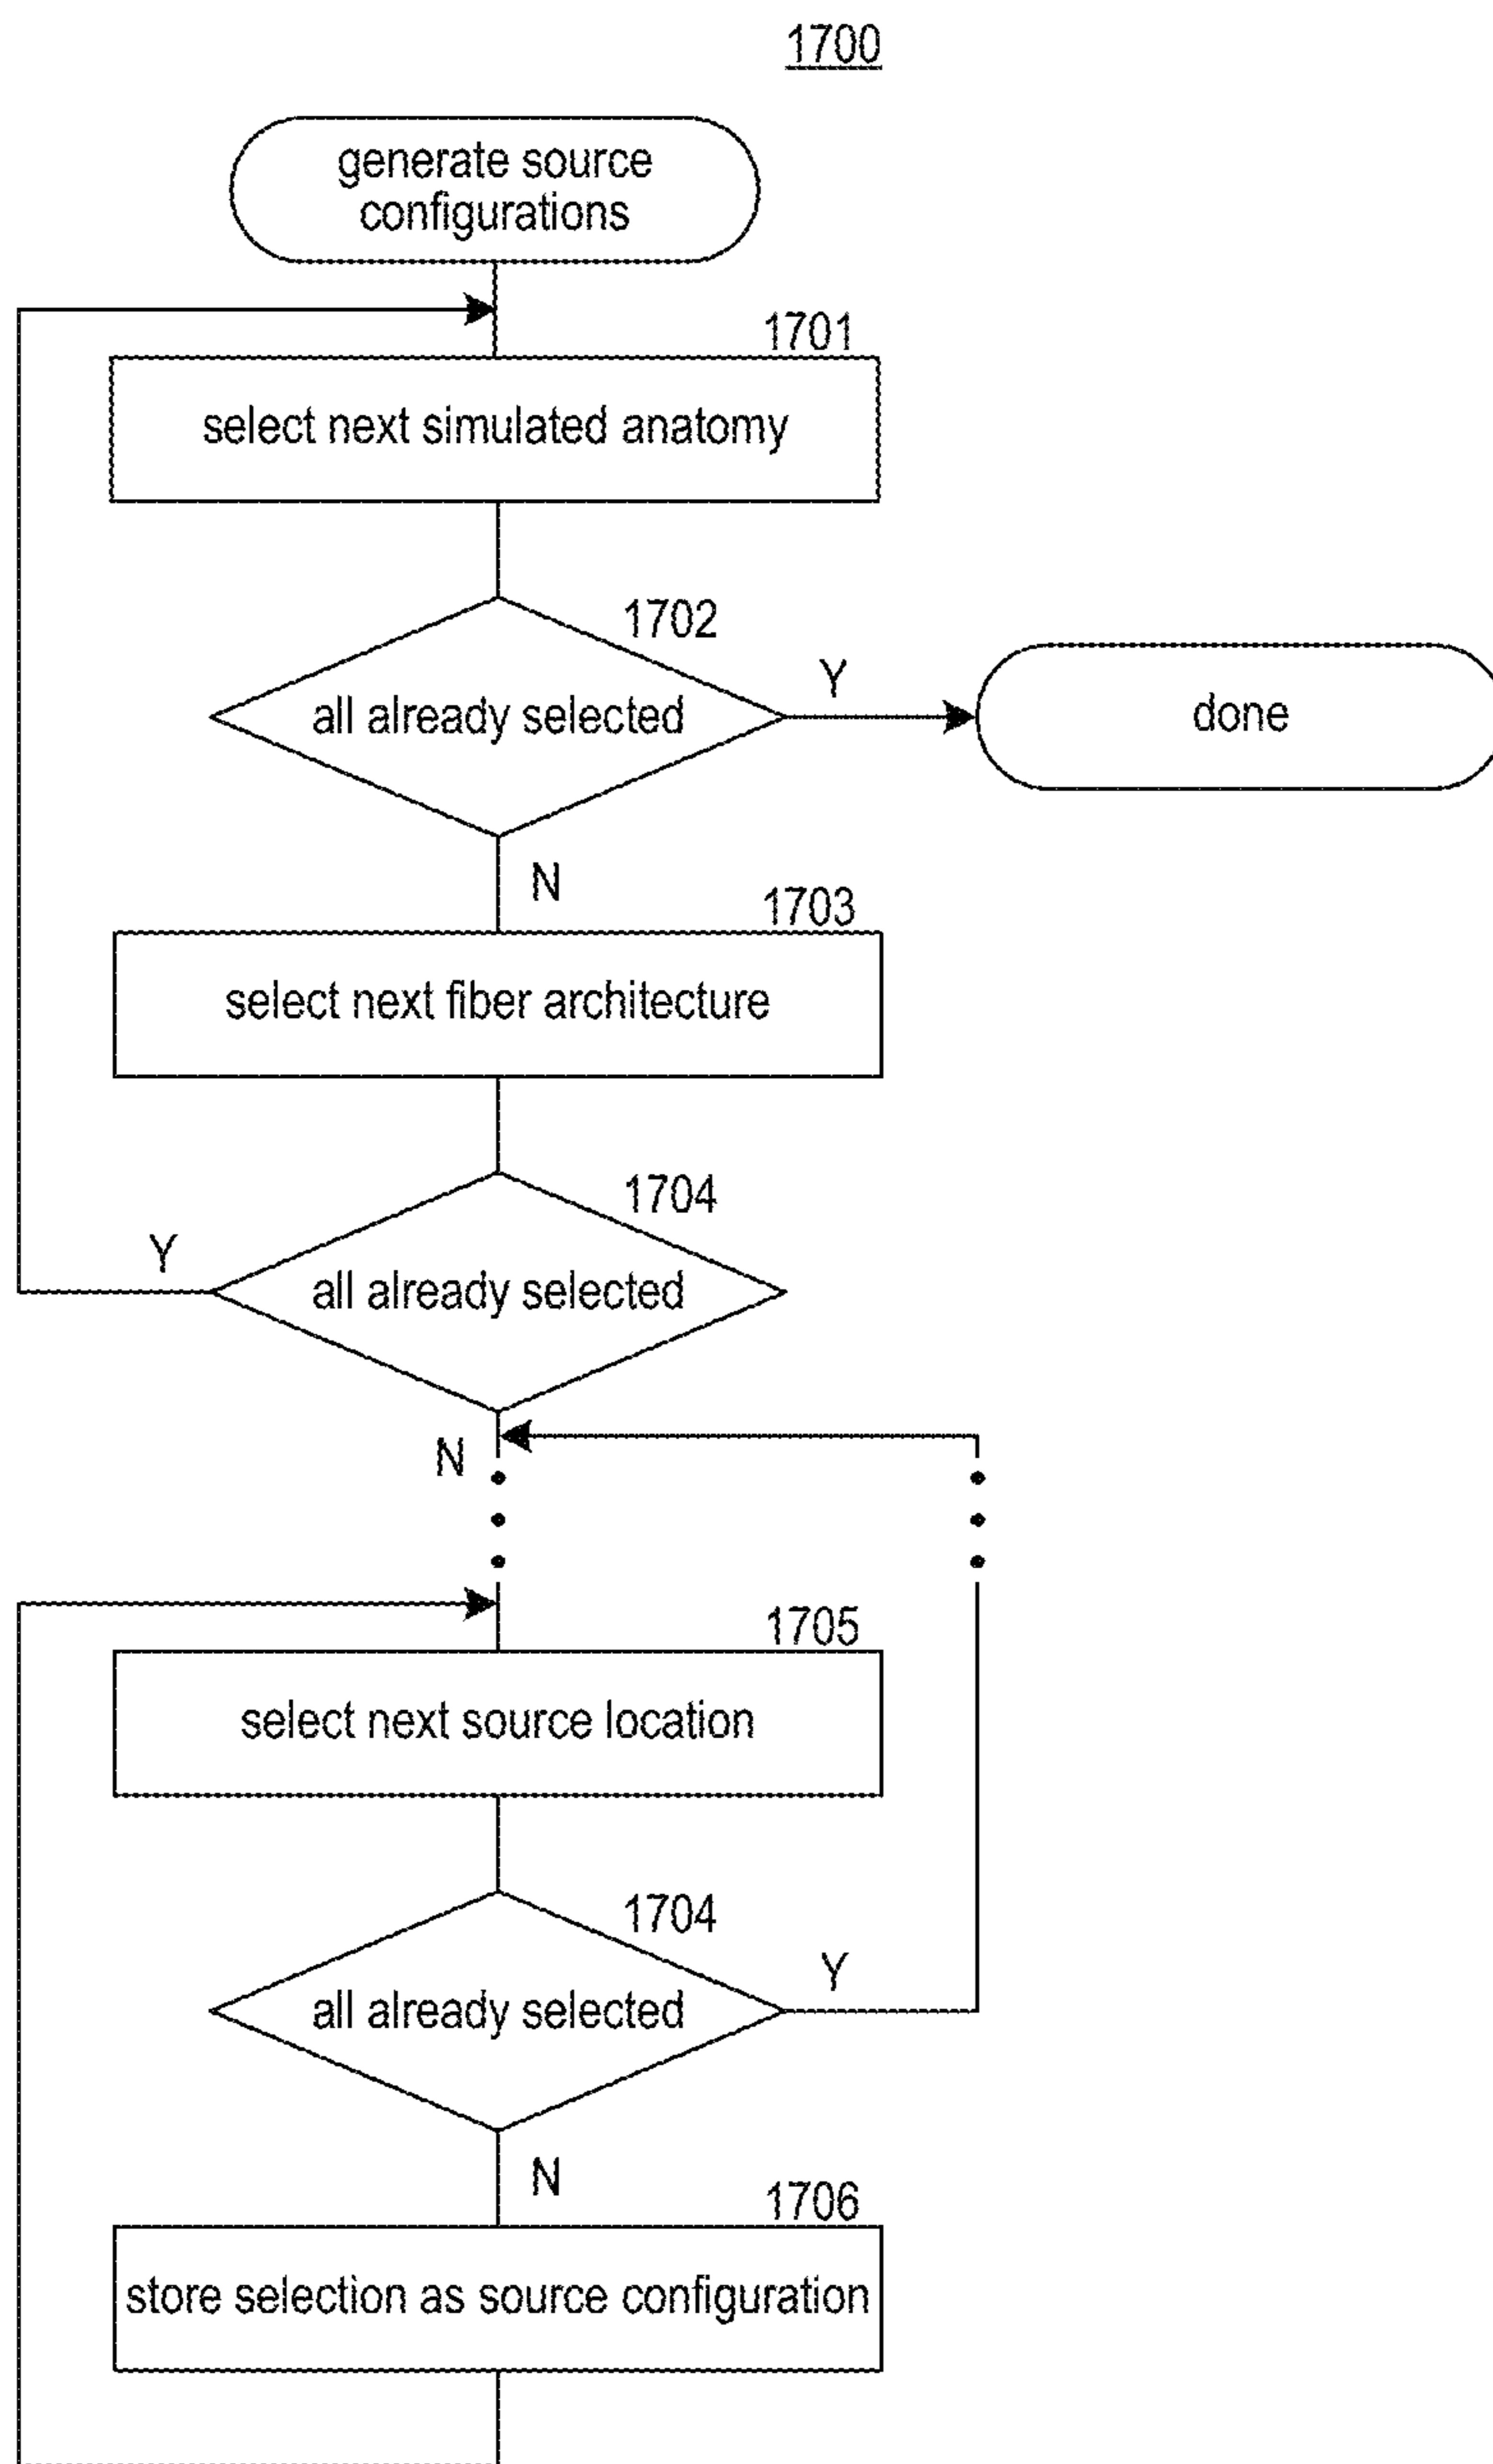 1700
generate source
configurations
1701
select next simulated anatomy
1702
all already selected
Y
done
N
1703
select next fiber architecture
1704
Y
all already selected
N
1705
select next source location
1704
all already selected
Y
N
1706
store selection as source configuration